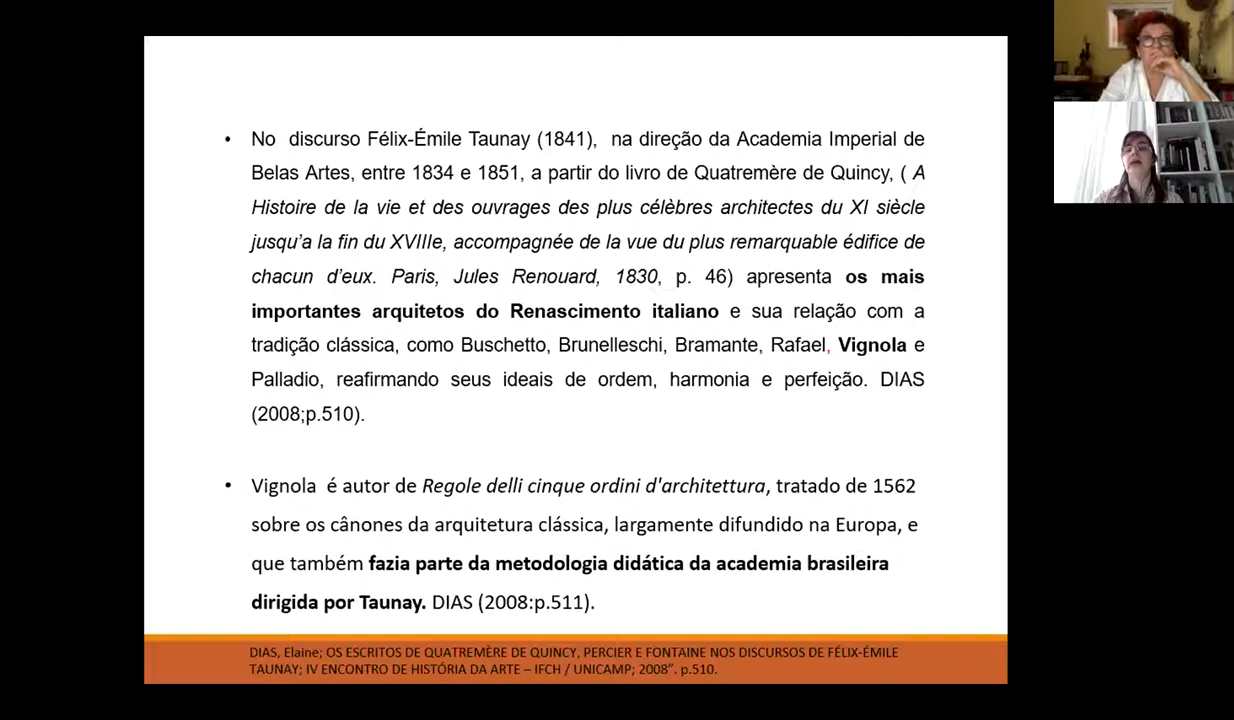 • No discurso Félix-Émile Taunay (1841), na direção da Academia Imperial de
Belas Artes, entre 1834 e 1851, a partir do livro de Quatremère de Quincy, ( A
Histoire de la vie et des ouvrages des plus célèbres architectes du XI siècle
jusqu'a la fin du XVIIIe, accompagnée de la vue du plus remarquable édifice de
chacun d'eux. Paris, Jules Renouard, 1830, p. 46) apresenta os mais
importantes arquitetos do Renascimento italiano e sua relação com a
tradição clássica, como Buschetto, Brunelleschi, Bramante, Rafael, Vignola e
Palladio, reafirmando seus ideais de ordem, harmonia e perfeição. DIAS
(2008;p.510).
• Vignola é autor de Regole delli cinque ordini d'architettura, tratado de 1562
sobre os cânones da arquitetura clássica, largamente difundido na Europa, e
que também fazia parte da metodologia didática da academia brasileira
dirigida por Taunay. DIAS (2008:p.511).
DIAS, Elaine; OS ESCRITOS DE QUATREMÈRE DE QUINCY, PERCIER E FONTAINE NOS DISCURSOS DE FÉLIX-ÉMILE
TAUNAY; IV ENCONTRO DE HISTÓRIA DA ARTE – IFCH / UNICAMP; 2008”. p.510.